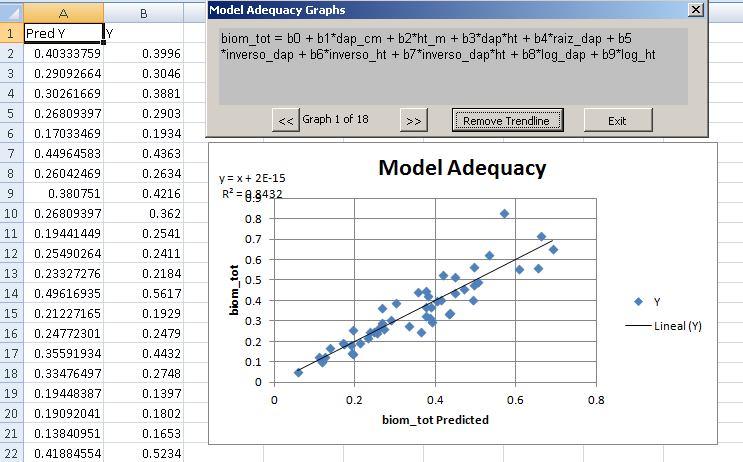 Model Adequacy Graphs
biom_tot = b0 + b1*dap_cm + b2*ht_m + b3*dap*ht + b4*raiz_dap + b5
*inverso_dap + b6*inverso_ht + b7*inverso_dap*ht + b8*log_dap + b9*log_ht
<< Graph 1 of 18 >> Remove Trendline Exit
A B
1 Pred Y Y
2 0.40333759 0.3996
3 0.29092664 0.3046
4 0.30261669 0.3881
5 0.26809397 0.2903
6 0.17033469 0.1934
7 0.44964583 0.4363
8 0.26042469 0.2634
9 0.380751 0.4216
10 0.26809397 0.362
11 0.19441449 0.2541
12 0.25490264 0.2411
13 0.23327276 0.2184
14 0.49616935 0.5617
15 0.21227165 0.1929
16 0.24772301 0.2479
17 0.35591934 0.4432
18 0.33476497 0.2748
19 0.19448387 0.1397
20 0.19092041 0.1802
21 0.13840951 0.1653
22 0.41884554 0.5234
Model Adequacy
y = x + 2E-15
R² = 0.8432
0.9
0.8
0.7
0.6
0.5
0.4
0.3
0.2
0.1
0
biom_tot
0 0.2 0.4 0.6 0.8
biom_tot Predicted
Y
Lineal (Y)